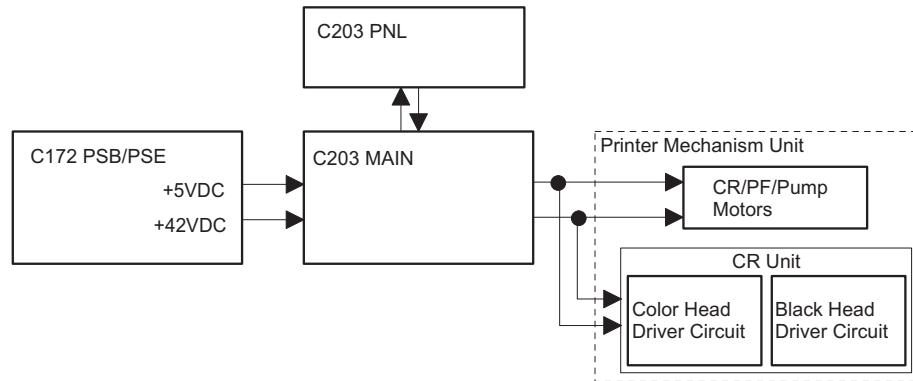 C203 PNL
C172 PSB/PSE
+5VDC
+42VDC
C203 MAIN
Printer Mechanism Unit
CR/PF/Pump
Motors
CR Unit
Color Head
Driver Circuit
Black Head
Driver Circuit